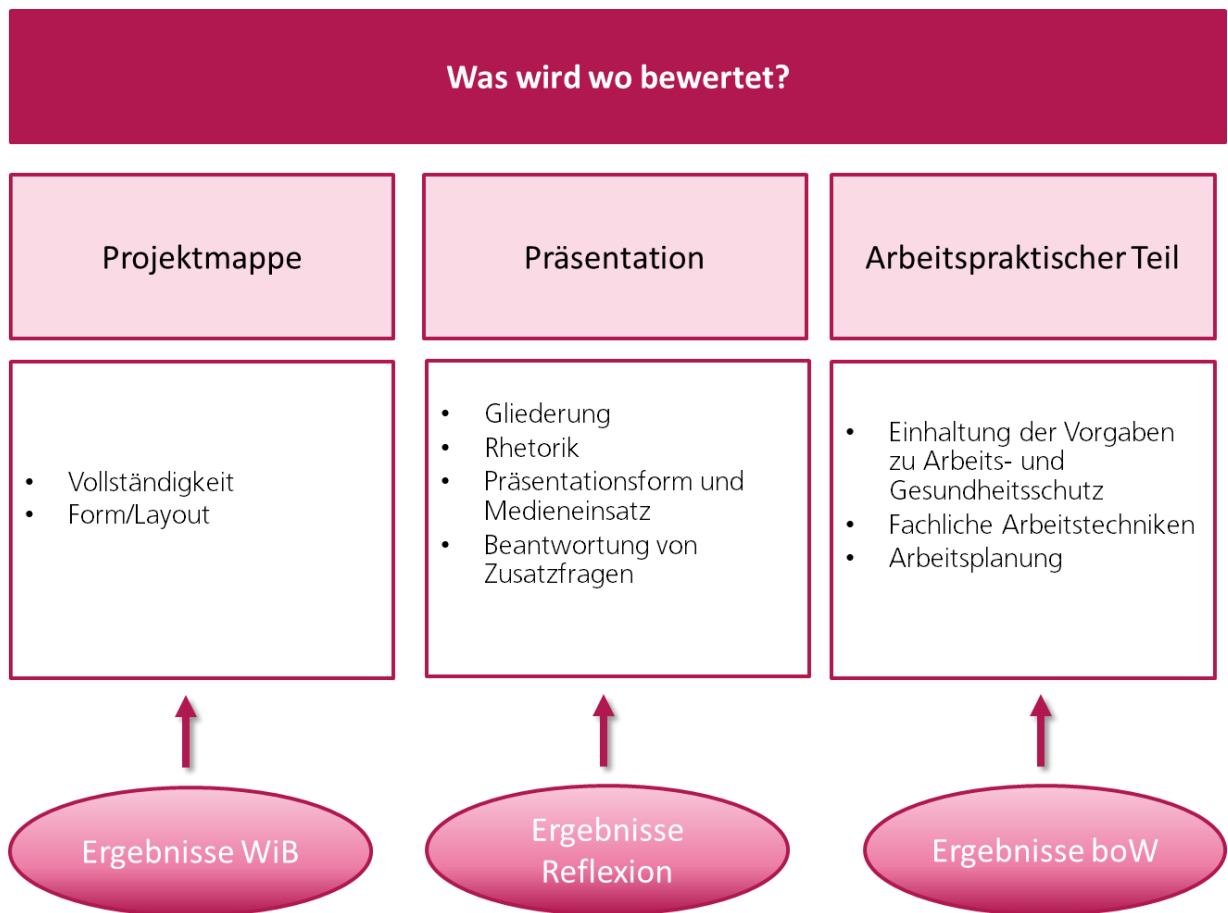 Was wird wo bewertet?
Projektmappe
Präsentation
Arbeitspraktischer Teil
• Vollständigkeit
• Form/Layout
• Gliederung
• Rhetorik
• Präsentationsform und
Medieneinsatz
• Beantwortung von
Zusatzfragen
• Einhaltung der Vorgaben
zu Arbeits- und
Gesundheitsschutz
• Fachliche Arbeitstechniken
• Arbeitsplanung
Ergebnisse WiB
Ergebnisse
Reflexion
Ergebnisse boW